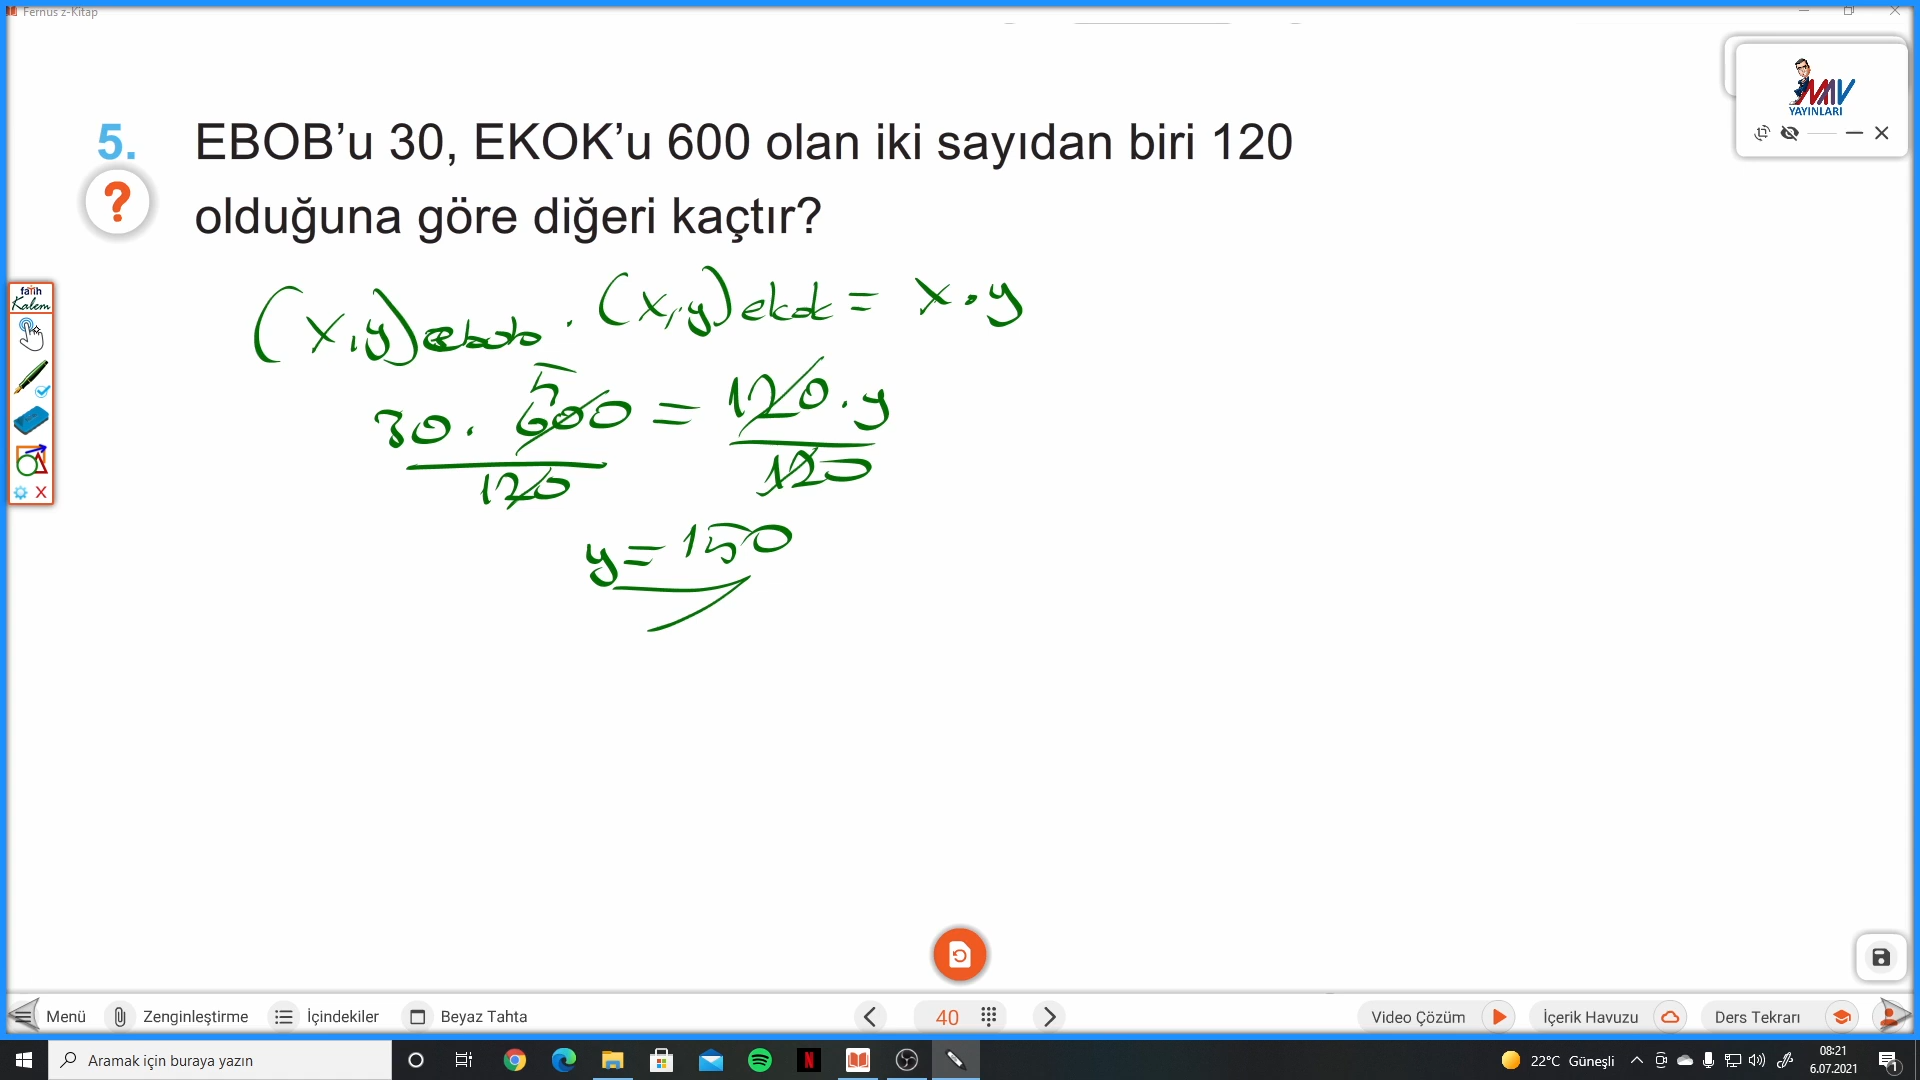 Fernus z-Kitap
MAV
YAYINLARI
5. EBOB’u 30, EKOK’u 600 olan iki sayıdan biri 120
?
olduğuna göre diğeri kaçtır?
fatih
Kalem
(x,y)ebob . (x,y)ekok = x.y
5
30. 600 = 120.y
120 120
y = 150
Menü Zenginleştirme İçindekiler Beyaz Tahta 40 Video Çözüm İçerik Havuzu Ders Tekrarı
Aramak için buraya yazın N 22°C Güneşli 08:21
6.07.2021 1